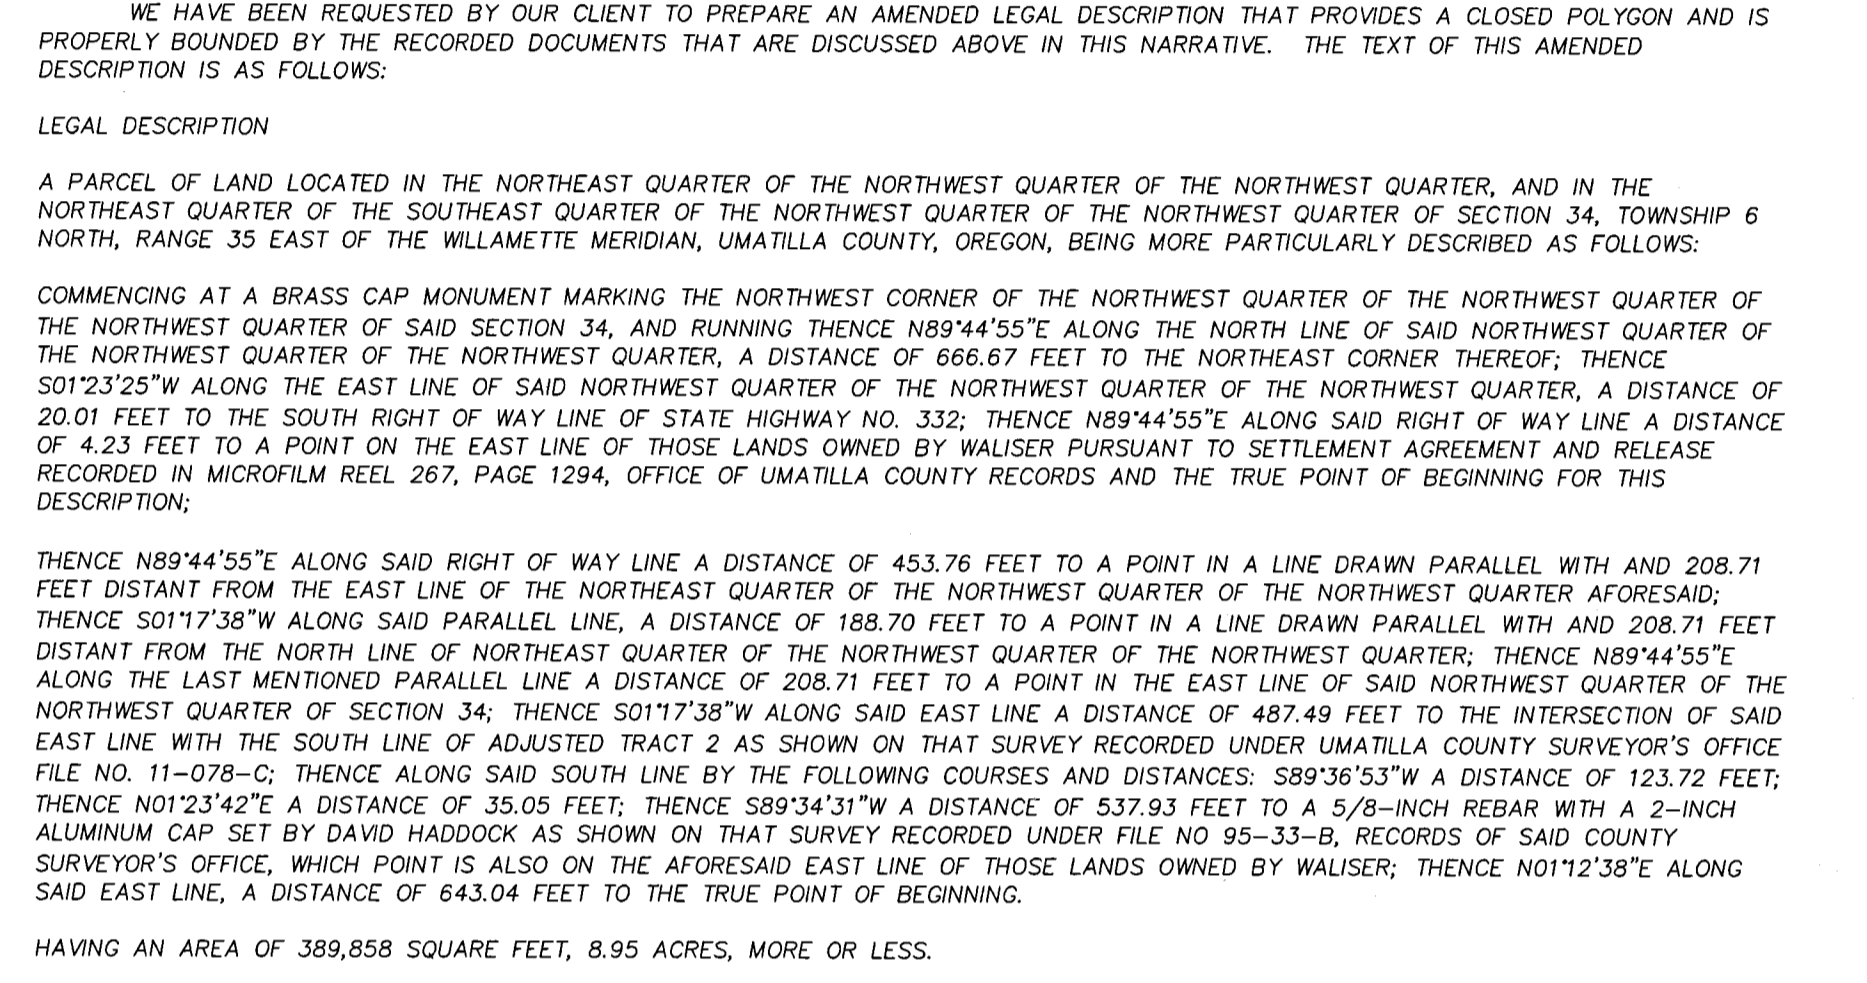 WE HAVE BEEN REQUESTED BY OUR CLIENT TO PREPARE AN AMENDED LEGAL DESCRIPTION THAT PROVIDES A CLOSED POLYGON AND IS
PROPERLY BOUNDED BY THE RECORDED DOCUMENTS THAT ARE DISCUSSED ABOVE IN THIS NARRATIVE. THE TEXT OF THIS AMENDED
DESCRIPTION IS AS FOLLOWS:
LEGAL DESCRIPTION
A PARCEL OF LAND LOCATED IN THE NORTHEAST QUARTER OF THE NORTHWEST QUARTER OF THE NORTHWEST QUARTER, AND IN THE
NORTHEAST QUARTER OF THE SOUTHEAST QUARTER OF THE NORTHWEST QUARTER OF THE NORTHWEST QUARTER OF SECTION 34, TOWNSHIP 6
NORTH, RANGE 35 EAST OF THE WILLAMETTE MERIDIAN, UMATILLA COUNTY, OREGON, BEING MORE PARTICULARLY DESCRIBED AS FOLLOWS:
COMMENCING AT A BRASS CAP MONUMENT MARKING THE NORTHWEST CORNER OF THE NORTHWEST QUARTER OF THE NORTHWEST QUARTER OF
THE NORTHWEST QUARTER OF SAID SECTION 34, AND RUNNING THENCE N89°44'55"E ALONG THE NORTH LINE OF SAID NORTHWEST QUARTER OF
THE NORTHWEST QUARTER OF THE NORTHWEST QUARTER, A DISTANCE OF 666.67 FEET TO THE NORTHEAST CORNER THEREOF; THENCE
S01°23'25"W ALONG THE EAST LINE OF SAID NORTHWEST QUARTER OF THE NORTHWEST QUARTER OF THE NORTHWEST QUARTER, A DISTANCE OF
20.01 FEET TO THE SOUTH RIGHT OF WAY LINE OF STATE HIGHWAY NO. 332; THENCE N89°44'55"E ALONG SAID RIGHT OF WAY LINE A DISTANCE
OF 4.23 FEET TO A POINT ON THE EAST LINE OF THOSE LANDS OWNED BY WALISER PURSUANT TO SETTLEMENT AGREEMENT AND RELEASE
RECORDED IN MICROFILM REEL 267, PAGE 1294, OFFICE OF UMATILLA COUNTY RECORDS AND THE TRUE POINT OF BEGINNING FOR THIS
DESCRIPTION;
THENCE N89°44'55"E ALONG SAID RIGHT OF WAY LINE A DISTANCE OF 453.76 FEET TO A POINT IN A LINE DRAWN PARALLEL WITH AND 208.71
FEET DISTANT FROM THE EAST LINE OF THE NORTHEAST QUARTER OF THE NORTHWEST QUARTER OF THE NORTHWEST QUARTER AFORESAID;
THENCE S01°17'38"W ALONG SAID PARALLEL LINE, A DISTANCE OF 188.70 FEET TO A POINT IN A LINE DRAWN PARALLEL WITH AND 208.71 FEET
DISTANT FROM THE NORTH LINE OF NORTHEAST QUARTER OF THE NORTHWEST QUARTER OF THE NORTHWEST QUARTER; THENCE N89°44'55"E
ALONG THE LAST MENTIONED PARALLEL LINE A DISTANCE OF 208.71 FEET TO A POINT IN THE EAST LINE OF SAID NORTHWEST QUARTER OF THE
NORTHWEST QUARTER OF SECTION 34; THENCE S01°17'38"W ALONG SAID EAST LINE A DISTANCE OF 487.49 FEET TO THE INTERSECTION OF SAID
EAST LINE WITH THE SOUTH LINE OF ADJUSTED TRACT 2 AS SHOWN ON THAT SURVEY RECORDED UNDER UMATILLA COUNTY SURVEYOR'S OFFICE
FILE NO. 11-078-C; THENCE ALONG SAID SOUTH LINE BY THE FOLLOWING COURSES AND DISTANCES: S89°36'53"W A DISTANCE OF 123.72 FEET;
THENCE N01°23'42"E A DISTANCE OF 35.05 FEET; THENCE S89°34'31"W A DISTANCE OF 537.93 FEET TO A 5/8-INCH REBAR WITH A 2-INCH
ALUMINUM CAP SET BY DAVID HADDOCK AS SHOWN ON THAT SURVEY RECORDED UNDER FILE NO 95-33-B, RECORDS OF SAID COUNTY
SURVEYOR'S OFFICE, WHICH POINT IS ALSO ON THE AFORESAID EAST LINE OF THOSE LANDS OWNED BY WALISER; THENCE N01°12'38"E ALONG
SAID EAST LINE, A DISTANCE OF 643.04 FEET TO THE TRUE POINT OF BEGINNING.
HAVING AN AREA OF 389,858 SQUARE FEET, 8.95 ACRES, MORE OR LESS.